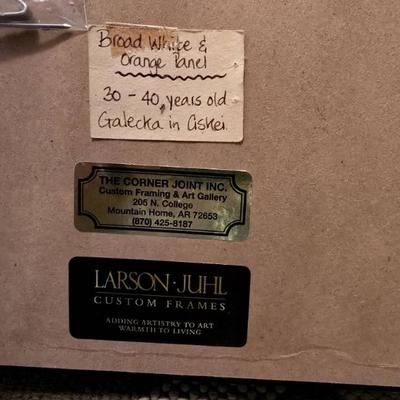 Broad White &
Orange Panel
30 - 40 years old
Galecka in Ciskei
THE CORNER JOINT INC.
Custom Framing & Art Gallery
205 N. College
Mountain Home, AR 72653
(870) 425-8187
LARSON·JUHL
CUSTOM FRAMES
ADDING ARTISTRY TO ART
WARMTH TO LIVING